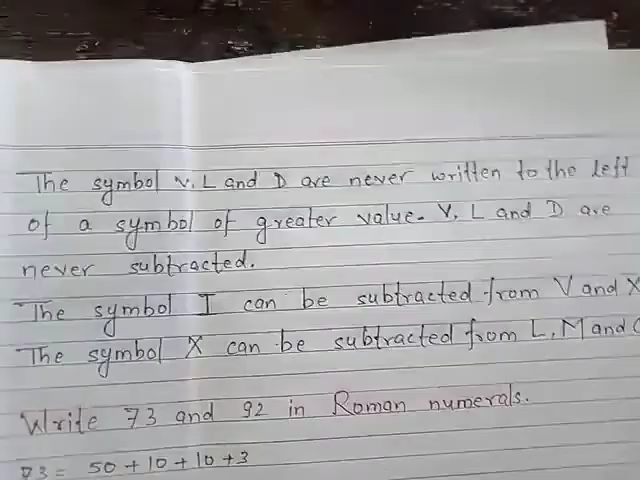 The symbol V, L and D are never written to the left
of a symbol of greater value. V, L and D are
never subtracted.
The symbol I can be subtracted from V and X
The symbol X can be subtracted from L, M and C
Write 73 and 92 in Roman numerals.
73 = 50 + 10 + 10 + 3